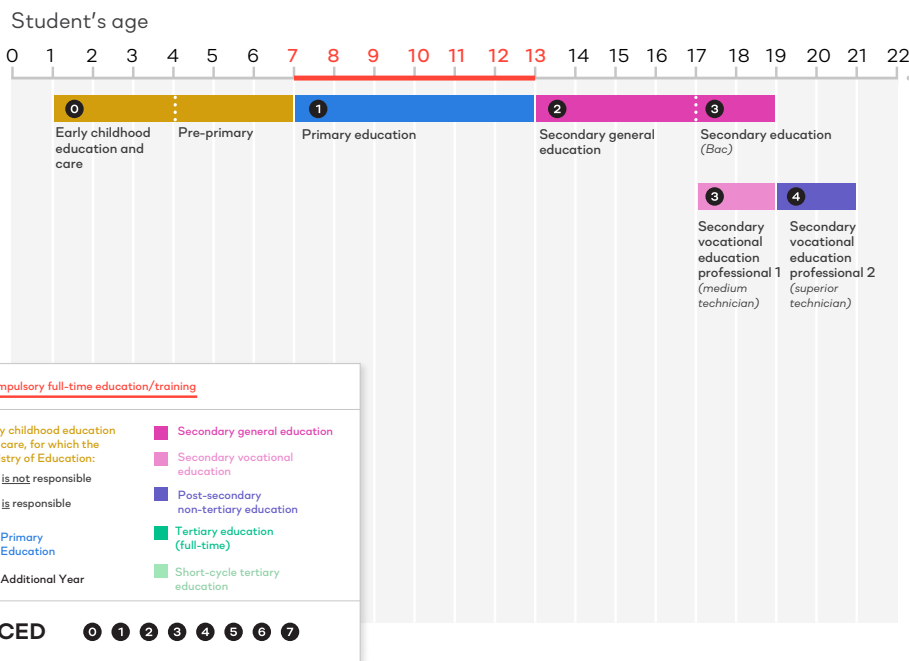 Student's age
0 1 2 3 4 5 6 7 8 9 10 11 12 13 14 15 16 17 18 19 20 21 22
0 1 2 3
Early childhood
education and
care
Pre-primary
Primary education
Secondary general
education
Secondary education
(Bac)
3 4
Secondary
vocational
education
professional 1
(medium
technician)
Secondary
vocational
education
professional 2
(superior
technician)
mpulsory full-time education/training
y childhood education
care, for which the
stry of Education:
is not responsible
is responsible
Primary
Education
Additional Year
Secondary general education
Secondary vocational
education
Post-secondary
non-tertiary education
Tertiary education
(full-time)
Short-cycle tertiary
education
CED 0 1 2 3 4 5 6 7